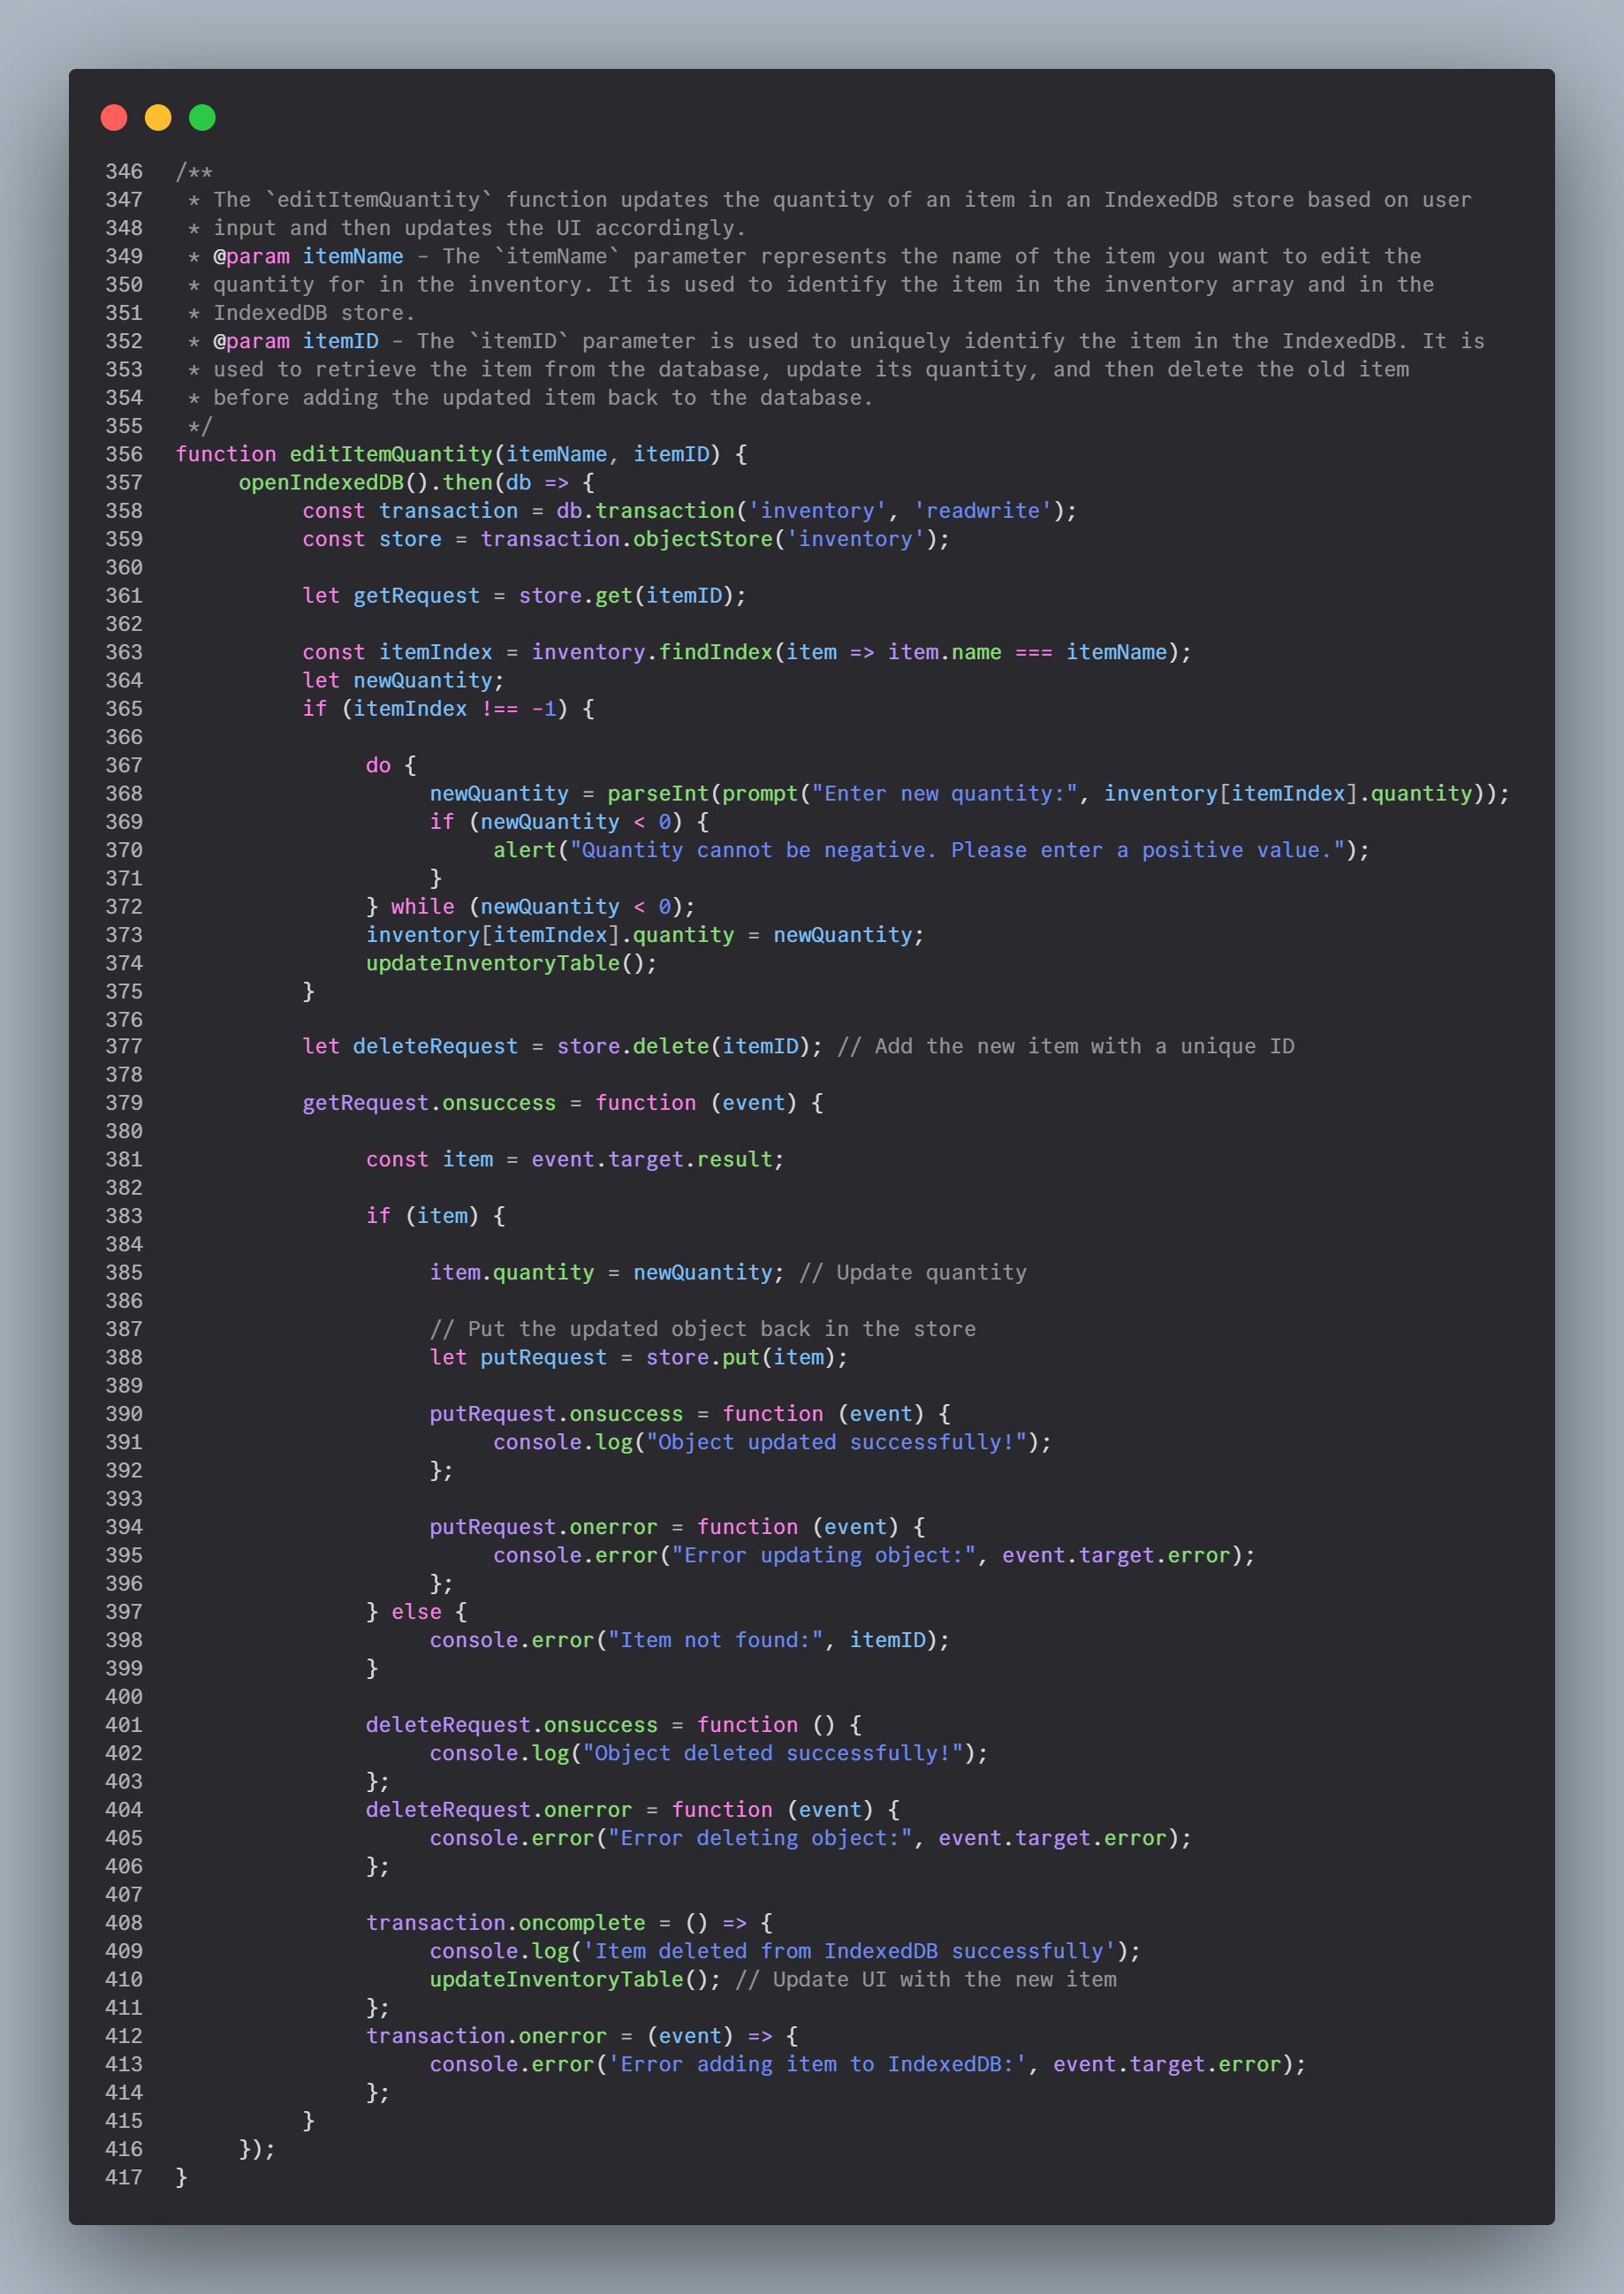 346 /**
347  * The `editItemQuantity` function updates the quantity of an item in an IndexedDB store based on user
348  * input and then updates the UI accordingly.
349  * @param itemName - The `itemName` parameter represents the name of the item you want to edit the
350  * quantity for in the inventory. It is used to identify the item in the inventory array and in the
351  * IndexedDB store.
352  * @param itemID - The `itemID` parameter is used to uniquely identify the item in the IndexedDB. It is
353  * used to retrieve the item from the database, update its quantity, and then delete the old item
354  * before adding the updated item back to the database.
355  */
356 function editItemQuantity(itemName, itemID) {
357      openIndexedDB().then(db => {
358           const transaction = db.transaction('inventory', 'readwrite');
359           const store = transaction.objectStore('inventory');
360
361           let getRequest = store.get(itemID);
362
363           const itemIndex = inventory.findIndex(item => item.name === itemName);
364           let newQuantity;
365           if (itemIndex !== -1) {
366
367                do {
368                     newQuantity = parseInt(prompt("Enter new quantity:", inventory[itemIndex].quantity));
369                     if (newQuantity < 0) {
370                          alert("Quantity cannot be negative. Please enter a positive value.");
371                     }
372                } while (newQuantity < 0);
373                inventory[itemIndex].quantity = newQuantity;
374                updateInventoryTable();
375           }
376
377           let deleteRequest = store.delete(itemID); // Add the new item with a unique ID
378
379           getRequest.onsuccess = function (event) {
380
381                const item = event.target.result;
382
383                if (item) {
384
385                     item.quantity = newQuantity; // Update quantity
386
387                     // Put the updated object back in the store
388                     let putRequest = store.put(item);
389
390                     putRequest.onsuccess = function (event) {
391                          console.log("Object updated successfully!");
392                     };
393
394                     putRequest.onerror = function (event) {
395                          console.error("Error updating object:", event.target.error);
396                     };
397                } else {
398                     console.error("Item not found:", itemID);
399                }
400
401                deleteRequest.onsuccess = function () {
402                     console.log("Object deleted successfully!");
403                };
404                deleteRequest.onerror = function (event) {
405                     console.error("Error deleting object:", event.target.error);
406                };
407
408                transaction.oncomplete = () => {
409                     console.log('Item deleted from IndexedDB successfully');
410                     updateInventoryTable(); // Update UI with the new item
411                };
412                transaction.onerror = (event) => {
413                     console.error('Error adding item to IndexedDB:', event.target.error);
414                };
415           }
416      });
417 }